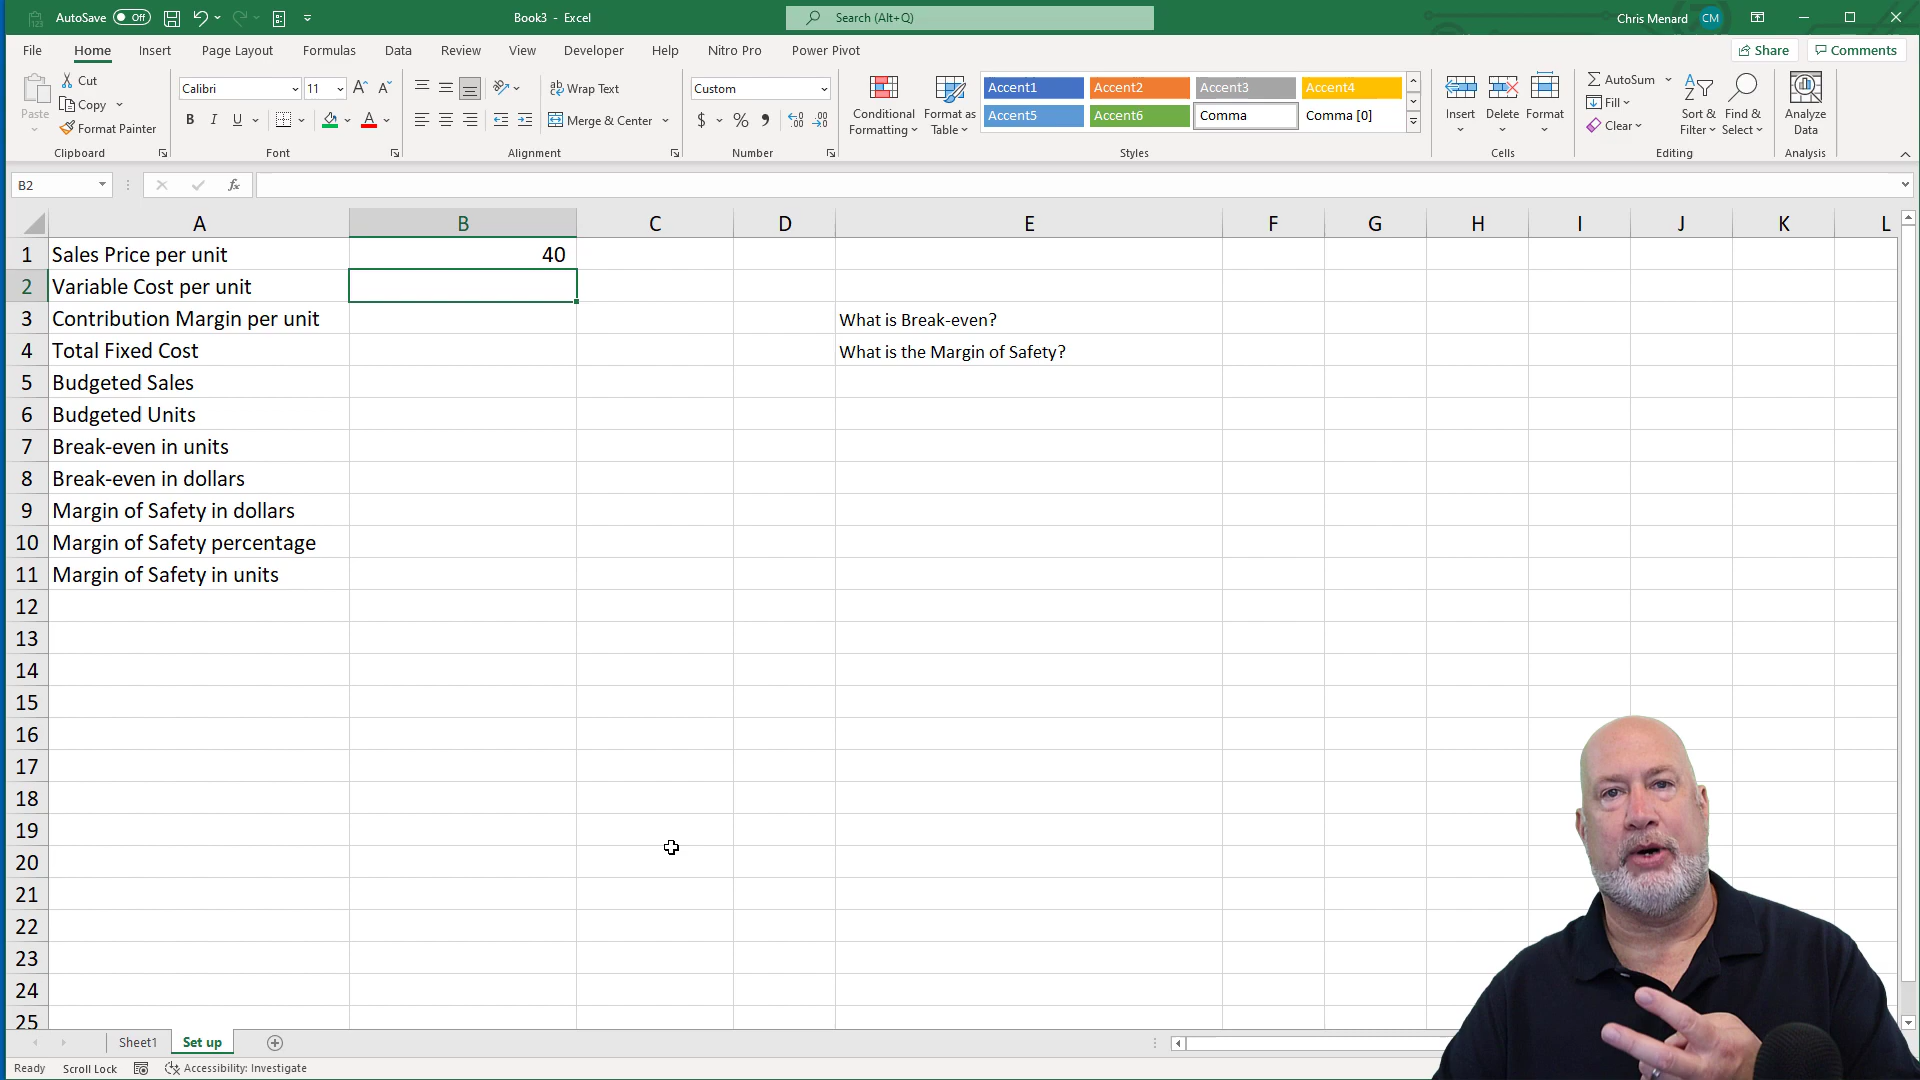 AutoSave Off Book3 - Excel Search (Alt+Q) Chris Menard CM
File Home Insert Page Layout Formulas Data Review View Developer Help Nitro Pro Power Pivot Share Comments
Paste Cut Copy Format Painter
Clipboard
Calibri 11
B I U A
Font
ab Wrap Text
Merge & Center
Alignment
Custom
$ % ,
Number
Conditional Formatting
Format as Table
Accent1 Accent2 Accent3 Accent4
Accent5 Accent6 Comma Comma [0]
Styles
Insert Delete Format
Cells
AutoSum
Fill
Clear
Sort & Filter
Find & Select
Editing
Analyze Data
Analysis
B2 fx
A B C D E F G H I J K L
1 Sales Price per unit 40
2 Variable Cost per unit
3 Contribution Margin per unit What is Break-even?
4 Total Fixed Cost What is the Margin of Safety?
5 Budgeted Sales
6 Budgeted Units
7 Break-even in units
8 Break-even in dollars
9 Margin of Safety in dollars
10 Margin of Safety percentage
11 Margin of Safety in units
12
13
14
15
16
17
18
19
20
21
22
23
24
25
Sheet1 Set up
Ready Scroll Lock Accessibility: Investigate